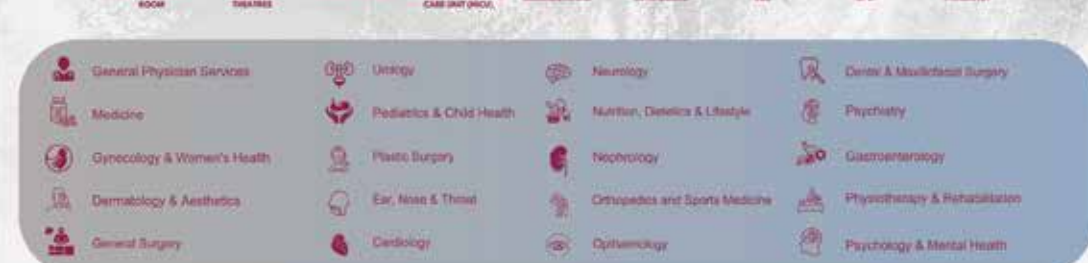 ROOM
THEATRES
CARE UNIT (NICU),
General Physician Services
Medicine
Gynecology & Women's Health
Dermatology & Aesthetics
General Surgery
Urology
Pediatrics & Child Health
Plastic Surgery
Ear, Nose & Throat
Cardiology
Neurology
Nutrition, Dietetics & Lifestyle
Nephrology
Orthopedics and Sports Medicine
Opthamology
Dental & Maxillofacial Surgery
Psychiatry
Gastroenterology
Physiotherapy & Rehabilitation
Psychology & Mental Health